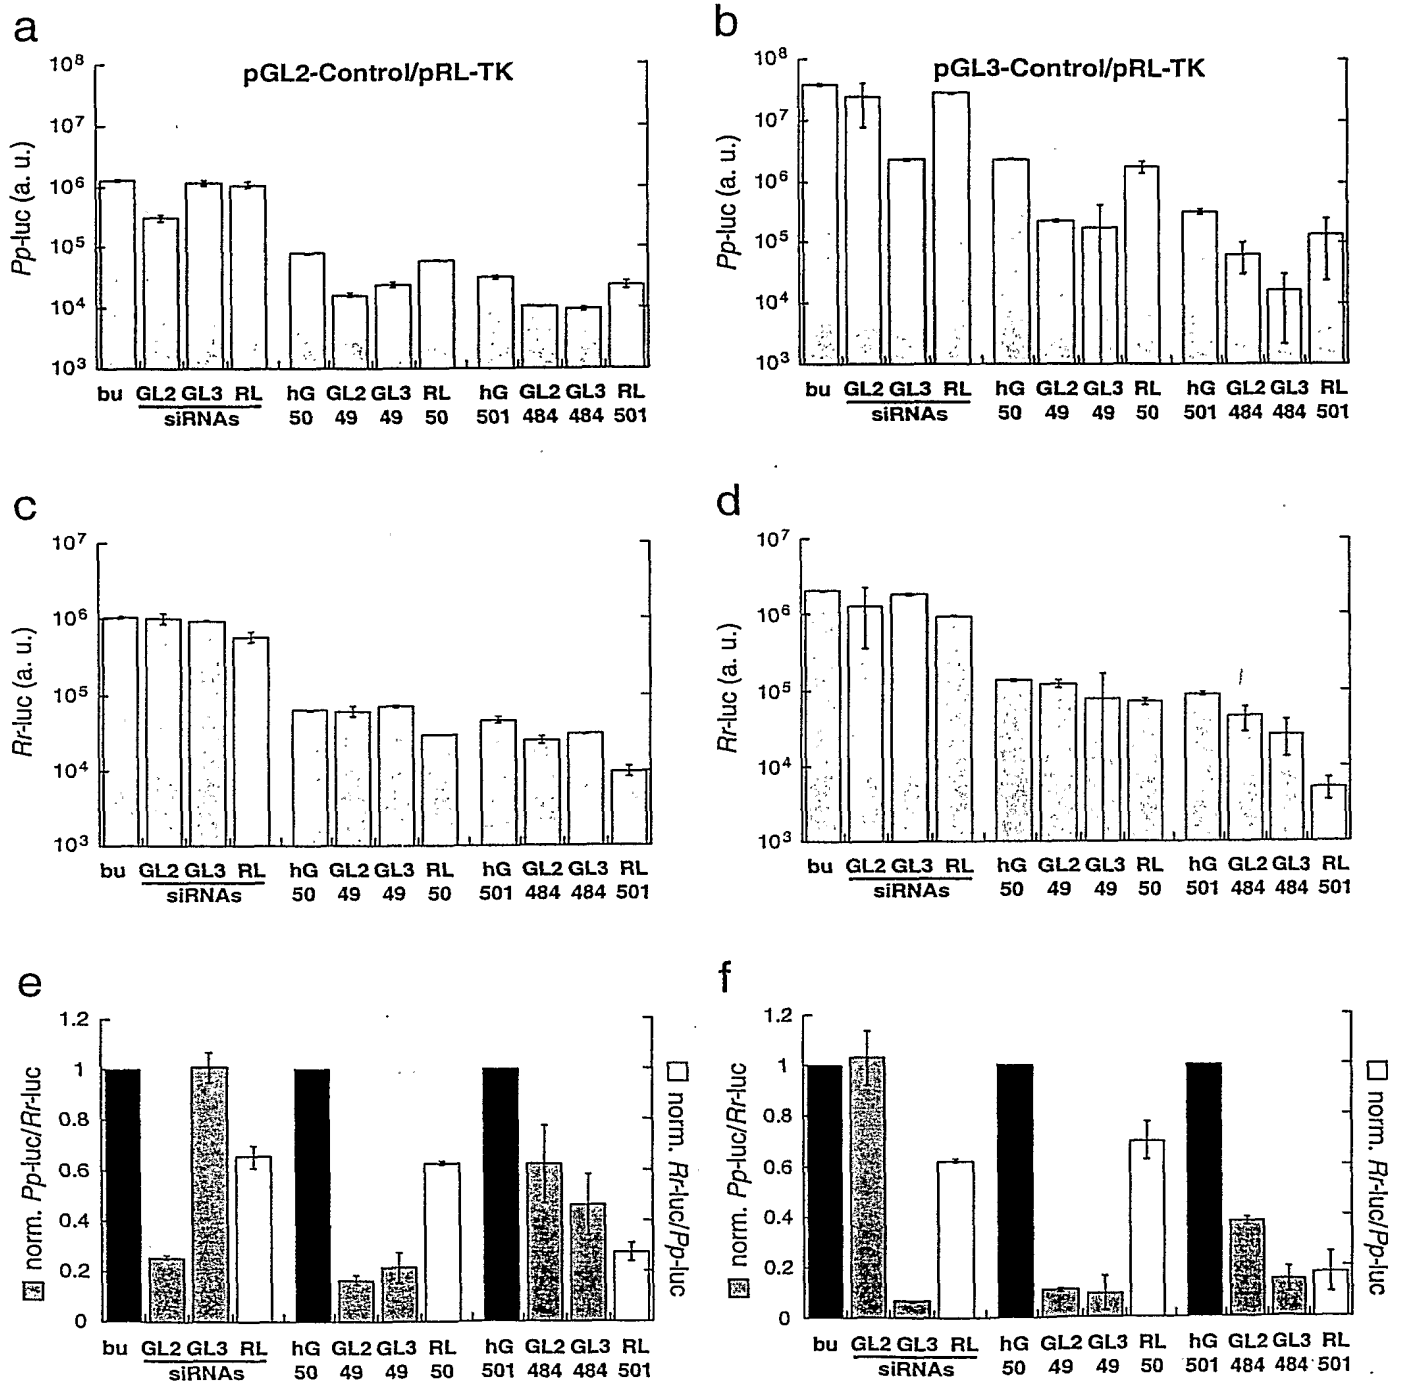 a
pGL2-Control/pRL-TK
Pp-luc (a. u.)
10⁸
10⁷
10⁶
10⁵
10⁴
10³
bu GL2 GL3 RL hG GL2 GL3 RL hG GL2 GL3 RL
siRNAs 50 49 49 50 501 484 484 501
b
pGL3-Control/pRL-TK
Pp-luc (a. u.)
10⁸
10⁷
10⁶
10⁵
10⁴
10³
bu GL2 GL3 RL hG GL2 GL3 RL hG GL2 GL3 RL
siRNAs 50 49 49 50 501 484 484 501
c
Rr-luc (a. u.)
10⁷
10⁶
10⁵
10⁴
10³
bu GL2 GL3 RL hG GL2 GL3 RL hG GL2 GL3 RL
siRNAs 50 49 49 50 501 484 484 501
d
Rr-luc (a. u.)
10⁷
10⁶
10⁵
10⁴
10³
bu GL2 GL3 RL hG GL2 GL3 RL hG GL2 GL3 RL
siRNAs 50 49 49 50 501 484 484 501
e
norm. Pp-luc/Rr-luc
1.2
1
0.8
0.6
0.4
0.2
0
norm. Rr-luc/Pp-luc
bu GL2 GL3 RL hG GL2 GL3 RL hG GL2 GL3 RL
siRNAs 50 49 49 50 501 484 484 501
f
norm. Pp-luc/Rr-luc
1.2
1
0.8
0.6
0.4
0.2
0
norm. Rr-luc/Pp-luc
bu GL2 GL3 RL hG GL2 GL3 RL hG GL2 GL3 RL
siRNAs 50 49 49 50 501 484 484 501